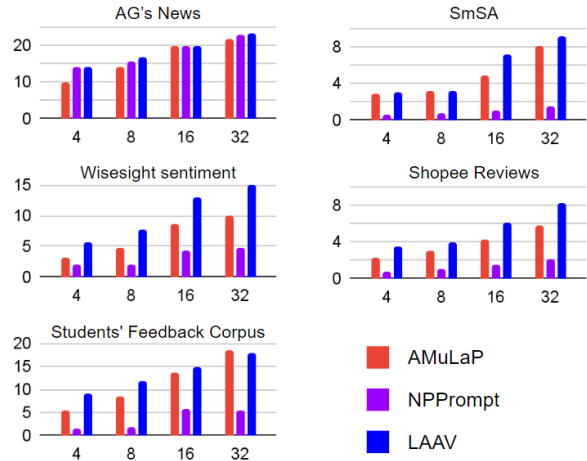 AG's News
20
10
0
4 8 16 32
SmSA
8
4
0
4 8 16 32
Wisesight sentiment
15
10
5
0
4 8 16 32
Shopee Reviews
8
4
0
4 8 16 32
Students' Feedback Corpus
20
15
10
5
0
4 8 16 32
AMuLaP
NPPrompt
LAAV